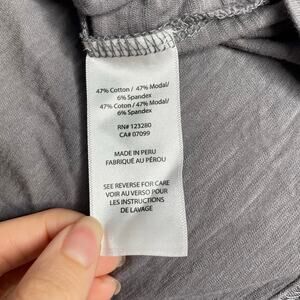 47% Cotton / 47% Modal/
6% Spandex
47% Coton / 47% Modal/
6% Spandex
RN# 123280
CA# 07099
MADE IN PERU
FABRIQUÉ AU PÉROU
SEE REVERSE FOR CARE
AU VERSO POUR
LES INSTRUCTIONS
DE LAVAGE